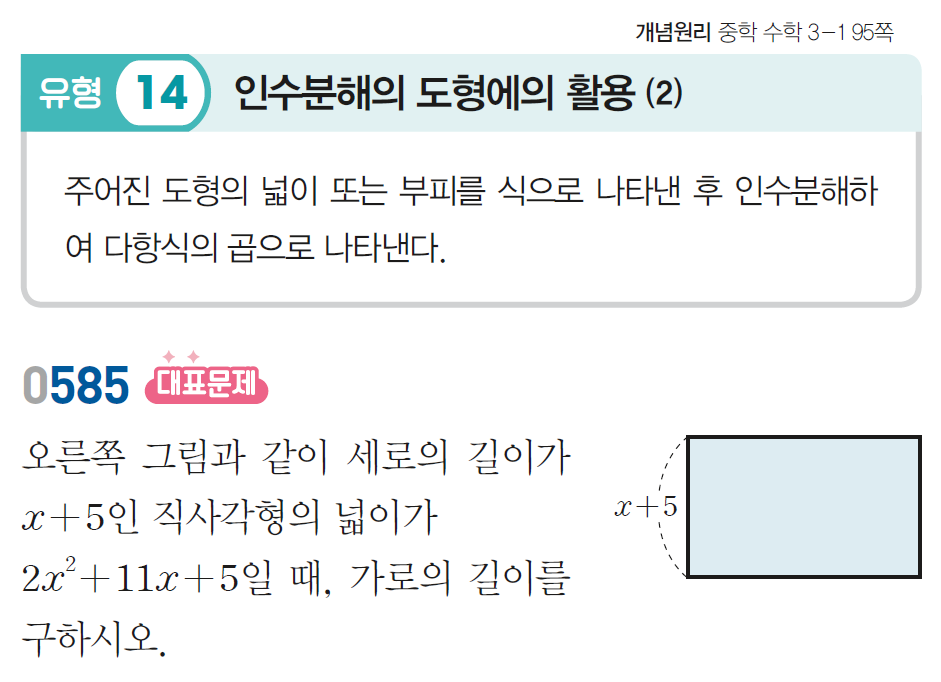 개념원리 중학 수학 3-1 95쪽
유형 14 인수분해의 도형에의 활용 (2)
주어진 도형의 넓이 또는 부피를 식으로 나타낸 후 인수분해하
여 다항식의 곱으로 나타낸다.
0585 대표문제
오른쪽 그림과 같이 세로의 길이가
x+5인 직사각형의 넓이가
2x²+11x+5일 때, 가로의 길이를
구하시오.
x+5